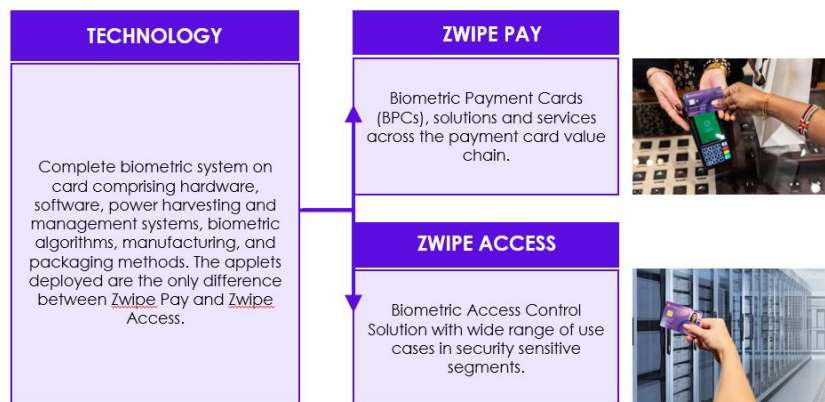 TECHNOLOGY
Complete biometric system on
card comprising hardware,
software, power harvesting and
management systems, biometric
algorithms, manufacturing, and
packaging methods. The applets
deployed are the only difference
between Zwipe Pay and Zwipe
Access.
ZWIPE PAY
Biometric Payment Cards
(BPCs), solutions and services
across the payment card value
chain.
ZWIPE ACCESS
Biometric Access Control
Solution with wide range of use
cases in security sensitive
segments.